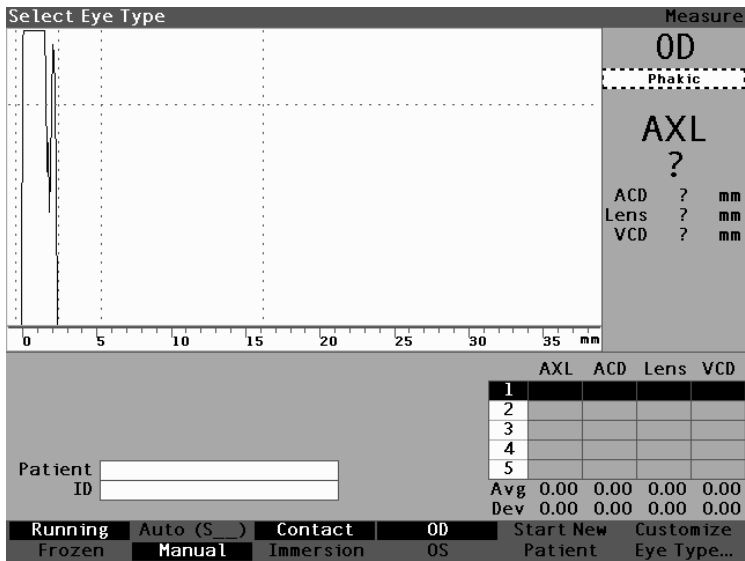 Select Eye Type Measure
OD
Phakic
AXL
?
ACD ? mm
Lens ? mm
VCD ? mm
0 5 10 15 20 25 30 35 mm
AXL ACD Lens VCD
1
2
3
4
5
Avg 0.00 0.00 0.00 0.00
Dev 0.00 0.00 0.00 0.00
Patient
ID
Running Auto (S__) Contact OD Start New Customize
Frozen Manual Immersion OS Patient Eye Type...